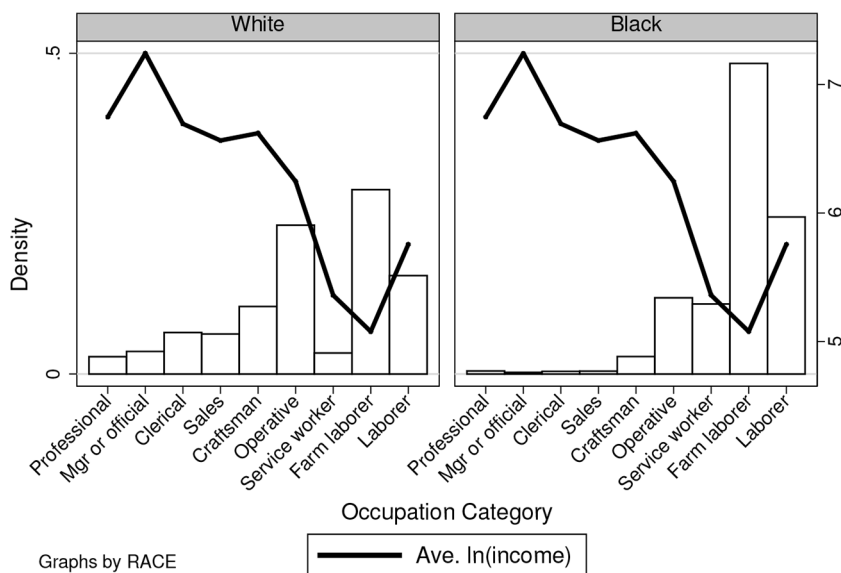 White
Black
.5
0
7
6
5
Density
Professional
Mgr or official
Clerical
Sales
Craftsman
Operative
Service worker
Farm laborer
Laborer
Professional
Mgr or official
Clerical
Sales
Craftsman
Operative
Service worker
Farm laborer
Laborer
Occupation Category
Ave. ln(income)
Graphs by RACE